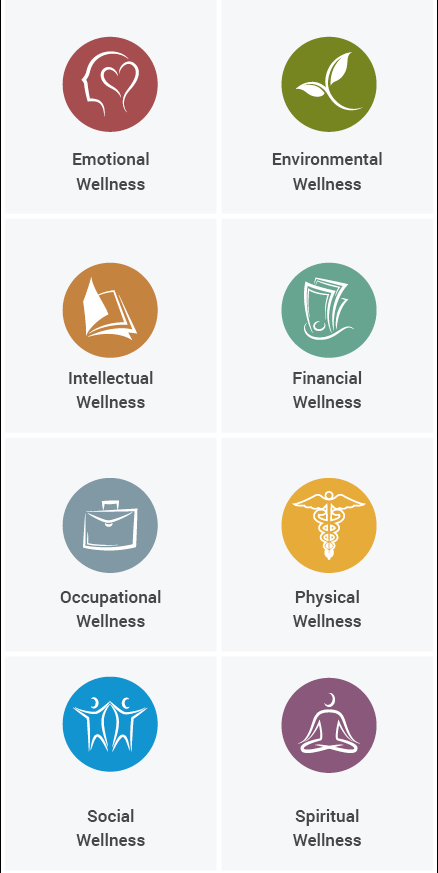 Emotional
Wellness
Environmental
Wellness
Intellectual
Wellness
Financial
Wellness
Occupational
Wellness
Physical
Wellness
Social
Wellness
Spiritual
Wellness